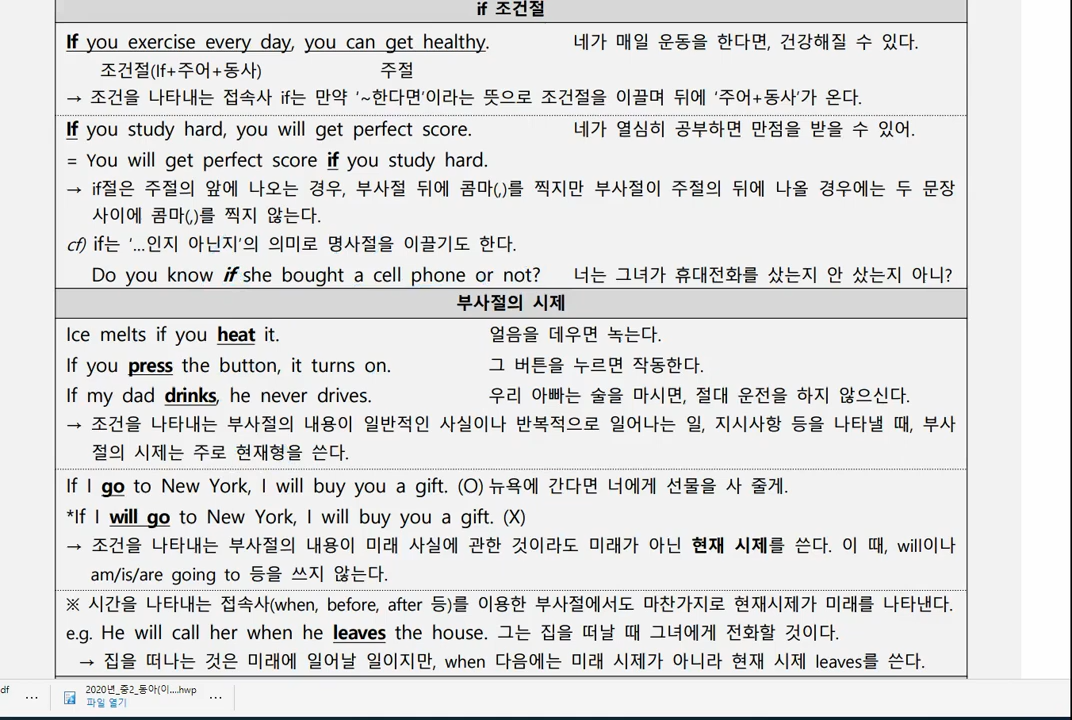 if 조건절
If you exercise every day, you can get healthy. 네가 매일 운동을 한다면, 건강해질 수 있다.
조건절(If+주어+동사) 주절
→ 조건을 나타내는 접속사 if는 만약 '~한다면'이라는 뜻으로 조건절을 이끌며 뒤에 '주어+동사'가 온다.
If you study hard, you will get perfect score. 네가 열심히 공부하면 만점을 받을 수 있어.
= You will get perfect score if you study hard.
→ if절은 주절의 앞에 나오는 경우, 부사절 뒤에 콤마(,)를 찍지만 부사절이 주절의 뒤에 나올 경우에는 두 문장
사이에 콤마(,)를 찍지 않는다.
cf) if는 '...인지 아닌지'의 의미로 명사절을 이끌기도 한다.
Do you know if she bought a cell phone or not? 너는 그녀가 휴대전화를 샀는지 안 샀는지 아니?
부사절의 시제
Ice melts if you heat it. 얼음을 데우면 녹는다.
If you press the button, it turns on. 그 버튼을 누르면 작동한다.
If my dad drinks, he never drives. 우리 아빠는 술을 마시면, 절대 운전을 하지 않으신다.
→ 조건을 나타내는 부사절의 내용이 일반적인 사실이나 반복적으로 일어나는 일, 지시사항 등을 나타낼 때, 부사
절의 시제는 주로 현재형을 쓴다.
If I go to New York, I will buy you a gift. (O) 뉴욕에 간다면 너에게 선물을 사 줄게.
*If I will go to New York, I will buy you a gift. (X)
→ 조건을 나타내는 부사절의 내용이 미래 사실에 관한 것이라도 미래가 아닌 현재 시제를 쓴다. 이 때, will이나
am/is/are going to 등을 쓰지 않는다.
※ 시간을 나타내는 접속사(when, before, after 등)를 이용한 부사절에서도 마찬가지로 현재시제가 미래를 나타낸다.
e.g. He will call her when he leaves the house. 그는 집을 떠날 때 그녀에게 전화할 것이다.
→ 집을 떠나는 것은 미래에 일어날 일이지만, when 다음에는 미래 시제가 아니라 현재 시제 leaves를 쓴다.
df ... 2020년_중2_동아(이....hwp ...
파일 열기